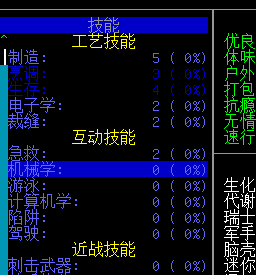 技能
工艺技能
制造: 5 ( 0%)
烹调: 3 ( 0%)
生存: 4 ( 0%)
电子学: 2 ( 0%)
裁缝: 2 ( 0%)
互动技能
急救: 2 ( 0%)
机械学: 0 ( 0%)
游泳: 0 ( 0%)
计算机学: 0 ( 0%)
陷阱: 0 ( 0%)
驾驶: 0 ( 0%)
近战技能
刺击武器: 0 ( 0%)
优良
体味
户外
打包
抗瘾
无情
速行
生化
代谢
瑞士
军手
脑壳
迷你